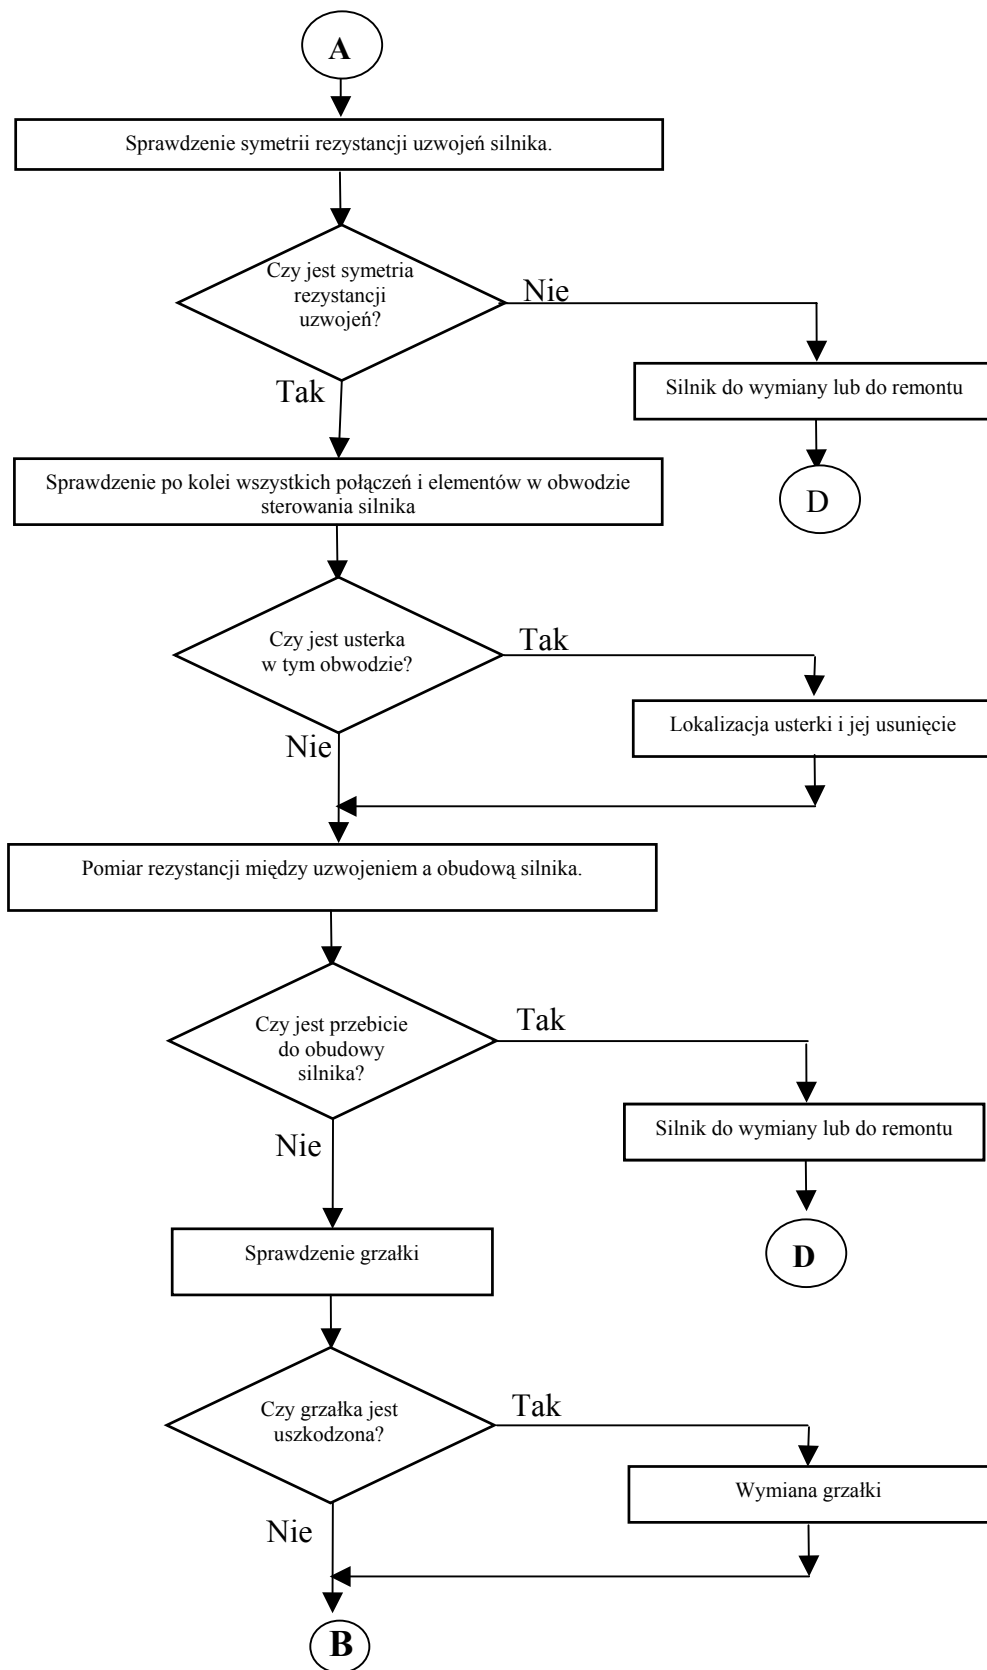 A
Sprawdzenie symetrii rezystancji uzwojeń silnika.
Czy jest symetria
rezystancji
uzwojeń?
Nie
Tak
Silnik do wymiany lub do remontu
D
Sprawdzenie po kolei wszystkich połączeń i elementów w obwodzie
sterowania silnika
Czy jest usterka
w tym obwodzie?
Tak
Nie
Lokalizacja usterki i jej usunięcie
Pomiar rezystancji między uzwojeniem a obudową silnika.
Czy jest przebicie
do obudowy
silnika?
Tak
Nie
Silnik do wymiany lub do remontu
D
Sprawdzenie grzałki
Czy grzałka jest
uszkodzona?
Tak
Nie
Wymiana grzałki
B